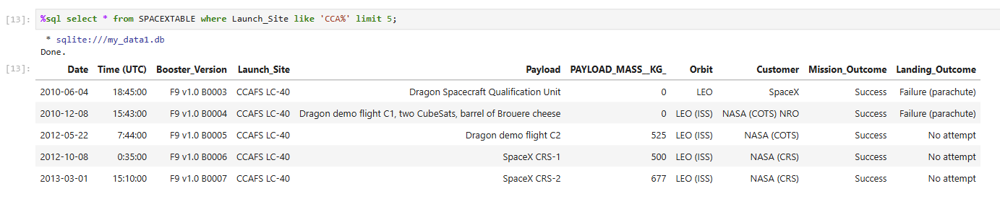 [13]: %sql select * from SPACEXTABLE where Launch_Site like 'CCA%' limit 5;
* sqlite:///my_data1.db
Done.
[13]: Date Time (UTC) Booster_Version Launch_Site Payload PAYLOAD_MASS__KG_ Orbit Customer Mission_Outcome Landing_Outcome
2010-06-04 18:45:00 F9 v1.0 B0003 CCAFS LC-40 Dragon Spacecraft Qualification Unit 0 LEO SpaceX Success Failure (parachute)
2010-12-08 15:43:00 F9 v1.0 B0004 CCAFS LC-40 Dragon demo flight C1, two CubeSats, barrel of Brouere cheese 0 LEO (ISS) NASA (COTS) NRO Success Failure (parachute)
2012-05-22 7:44:00 F9 v1.0 B0005 CCAFS LC-40 Dragon demo flight C2 525 LEO (ISS) NASA (COTS) Success No attempt
2012-10-08 0:35:00 F9 v1.0 B0006 CCAFS LC-40 SpaceX CRS-1 500 LEO (ISS) NASA (CRS) Success No attempt
2013-03-01 15:10:00 F9 v1.0 B0007 CCAFS LC-40 SpaceX CRS-2 677 LEO (ISS) NASA (CRS) Success No attempt